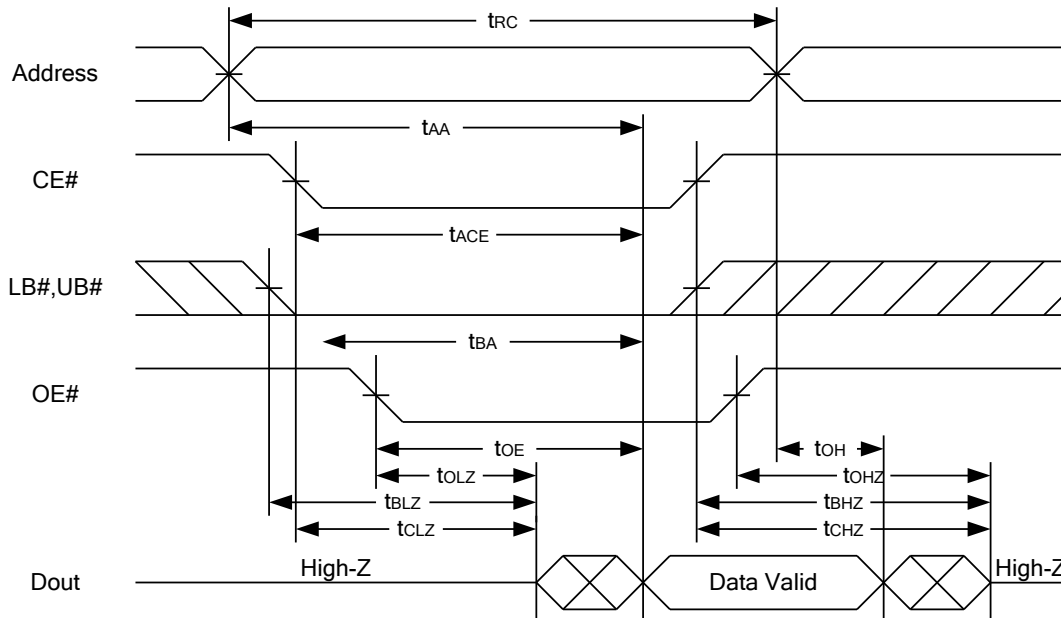 tRC
Address
tAA
CE#
tACE
LB#,UB#
tBA
OE#
tOE
tOH
tOLZ
tOHZ
tBLZ
tBHZ
tCLZ
tCHZ
Dout
High-Z
Data Valid
High-Z